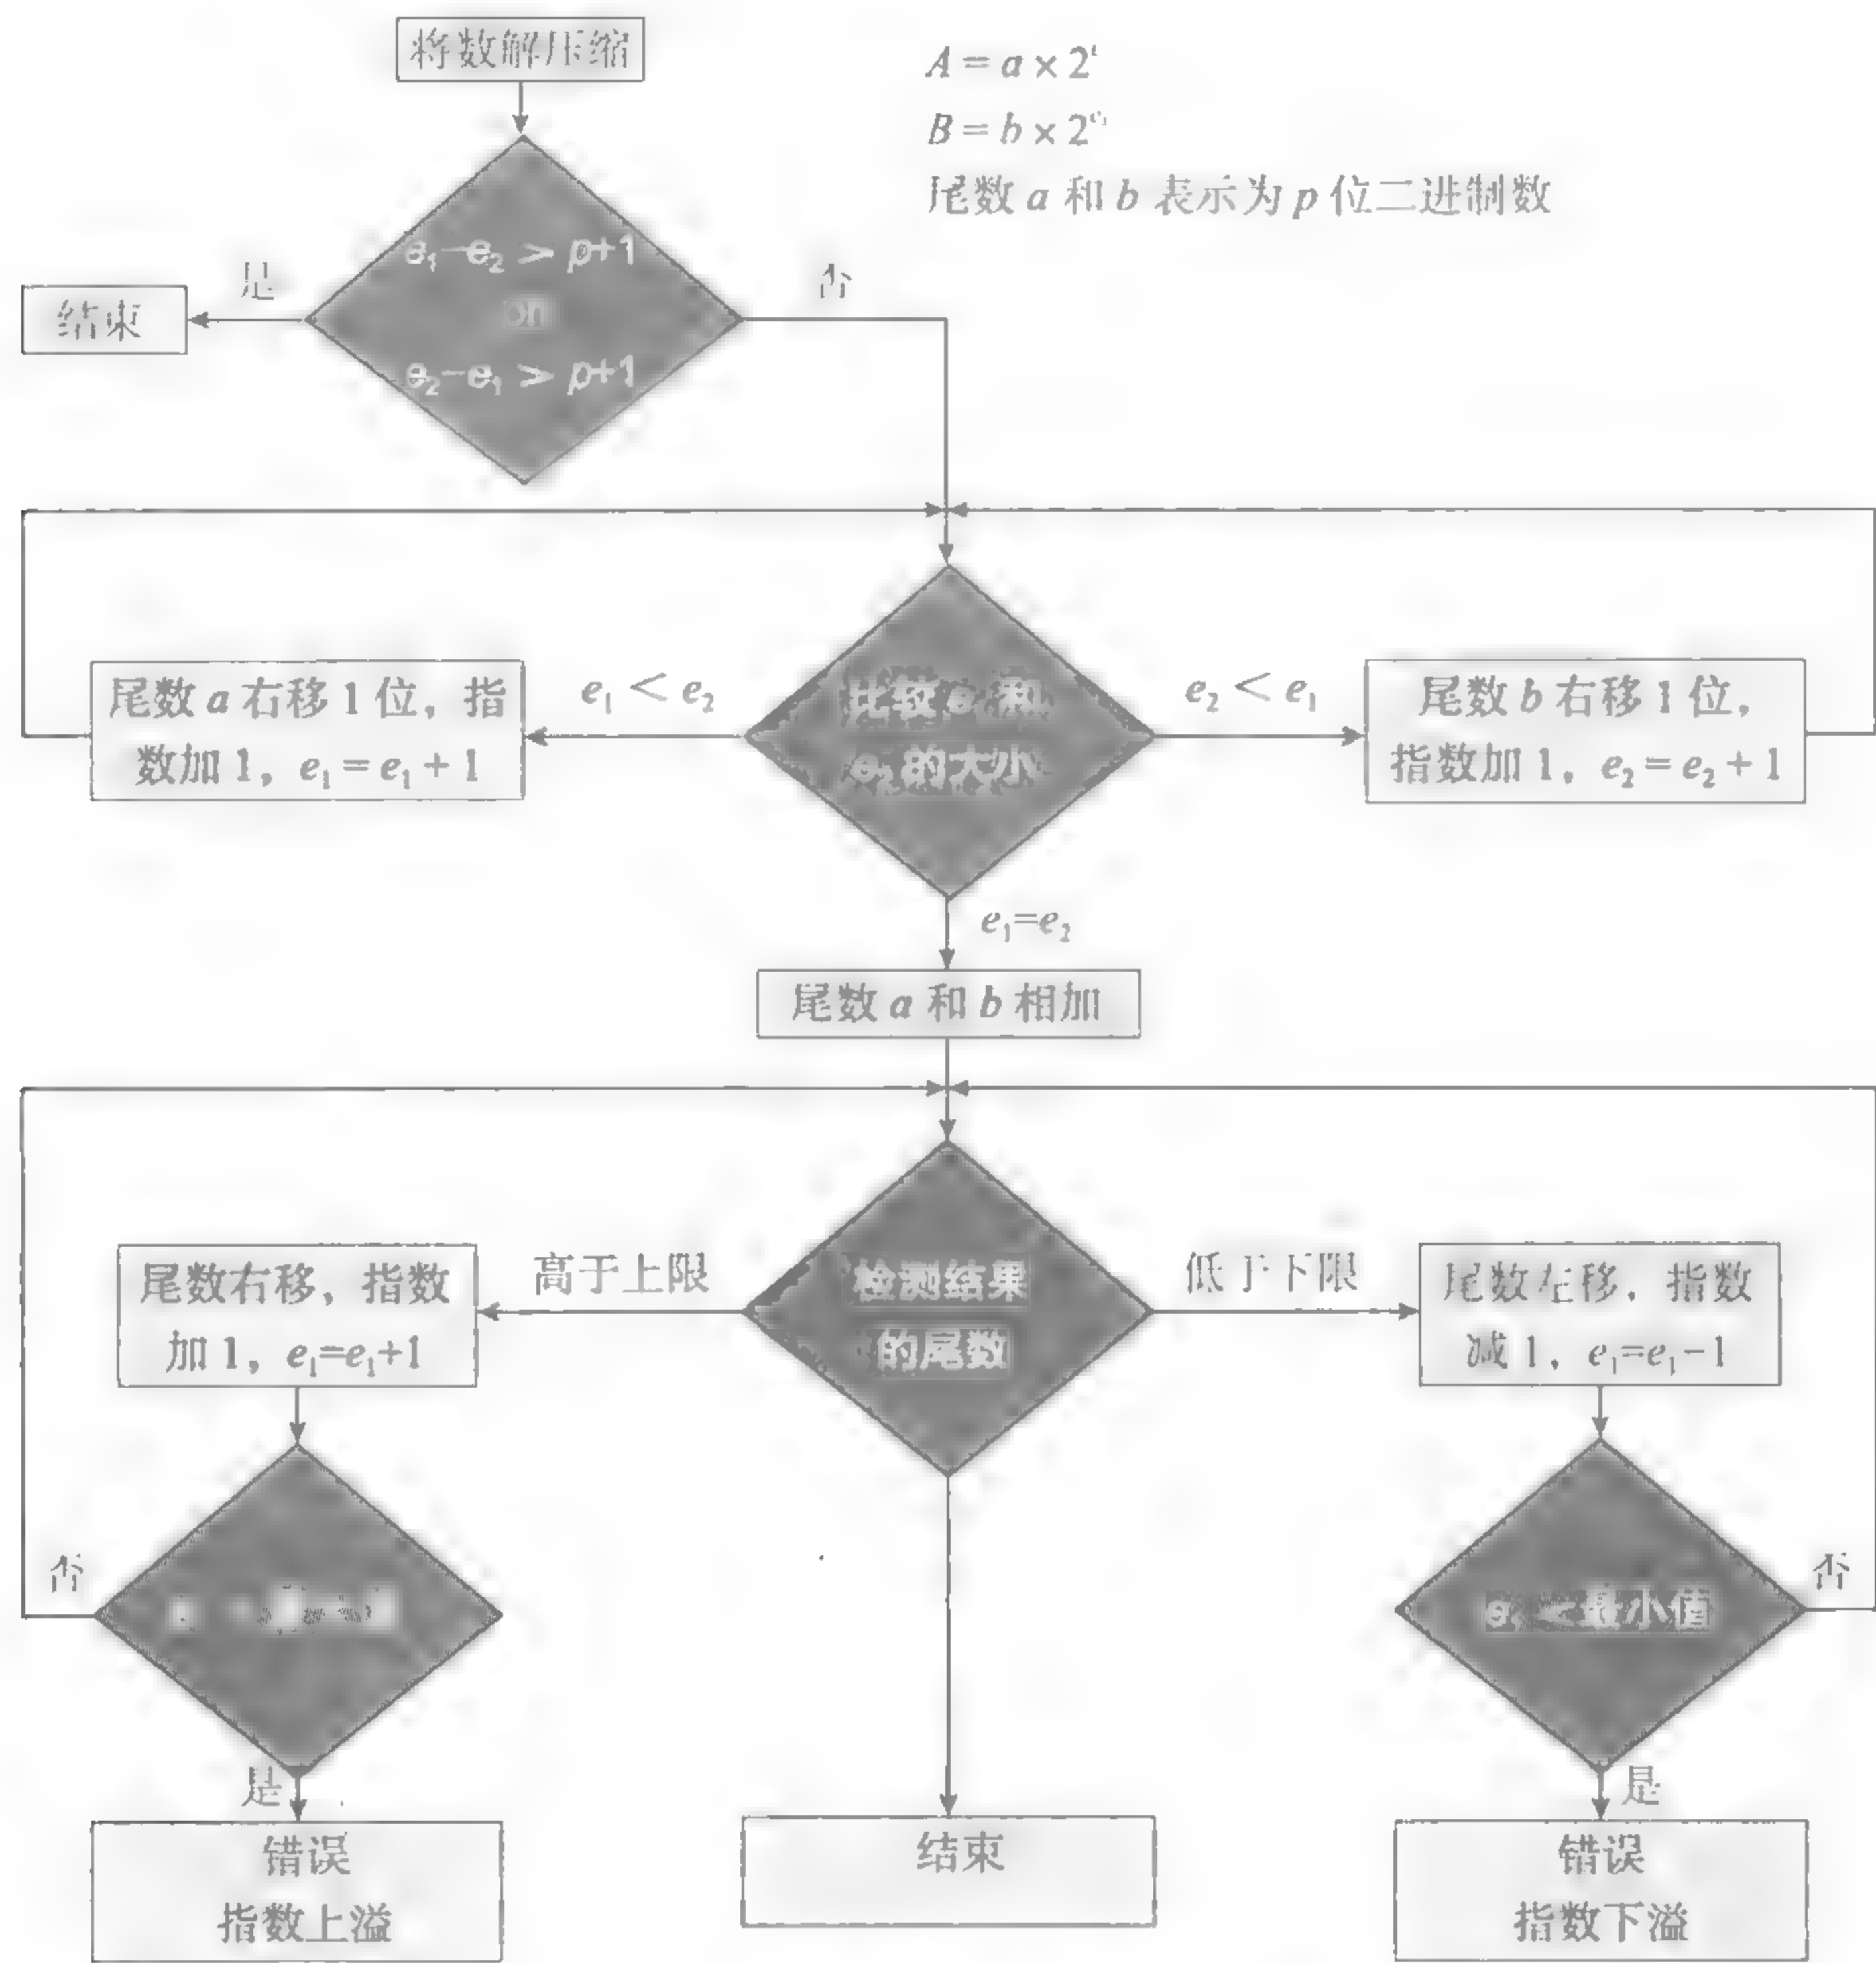 将数解压缩
A = a × 2
B = b × 2
尾数 a 和 b 表示为 p 位二进制数
e₁−e₂ > p+1
or
e₂−e₁ > p+1
是
否
结束
尾数 a 右移 1 位，指
数加 1，e₁ = e₁ + 1
e₁ < e₂
比较 e 和
e₂ 的大小
e₂ < e₁
尾数 b 右移 1 位，
指数加 1，e₂ = e₂ + 1
e₁=e₂
尾数 a 和 b 相加
尾数右移，指数
加 1，e₁=e₁+1
高于上限
检测结果
的尾数
低于下限
尾数左移，指数
减 1，e₁=e₁−1
否
是
错误
指数上溢
结束
< 最小值
否
是
错误
指数下溢